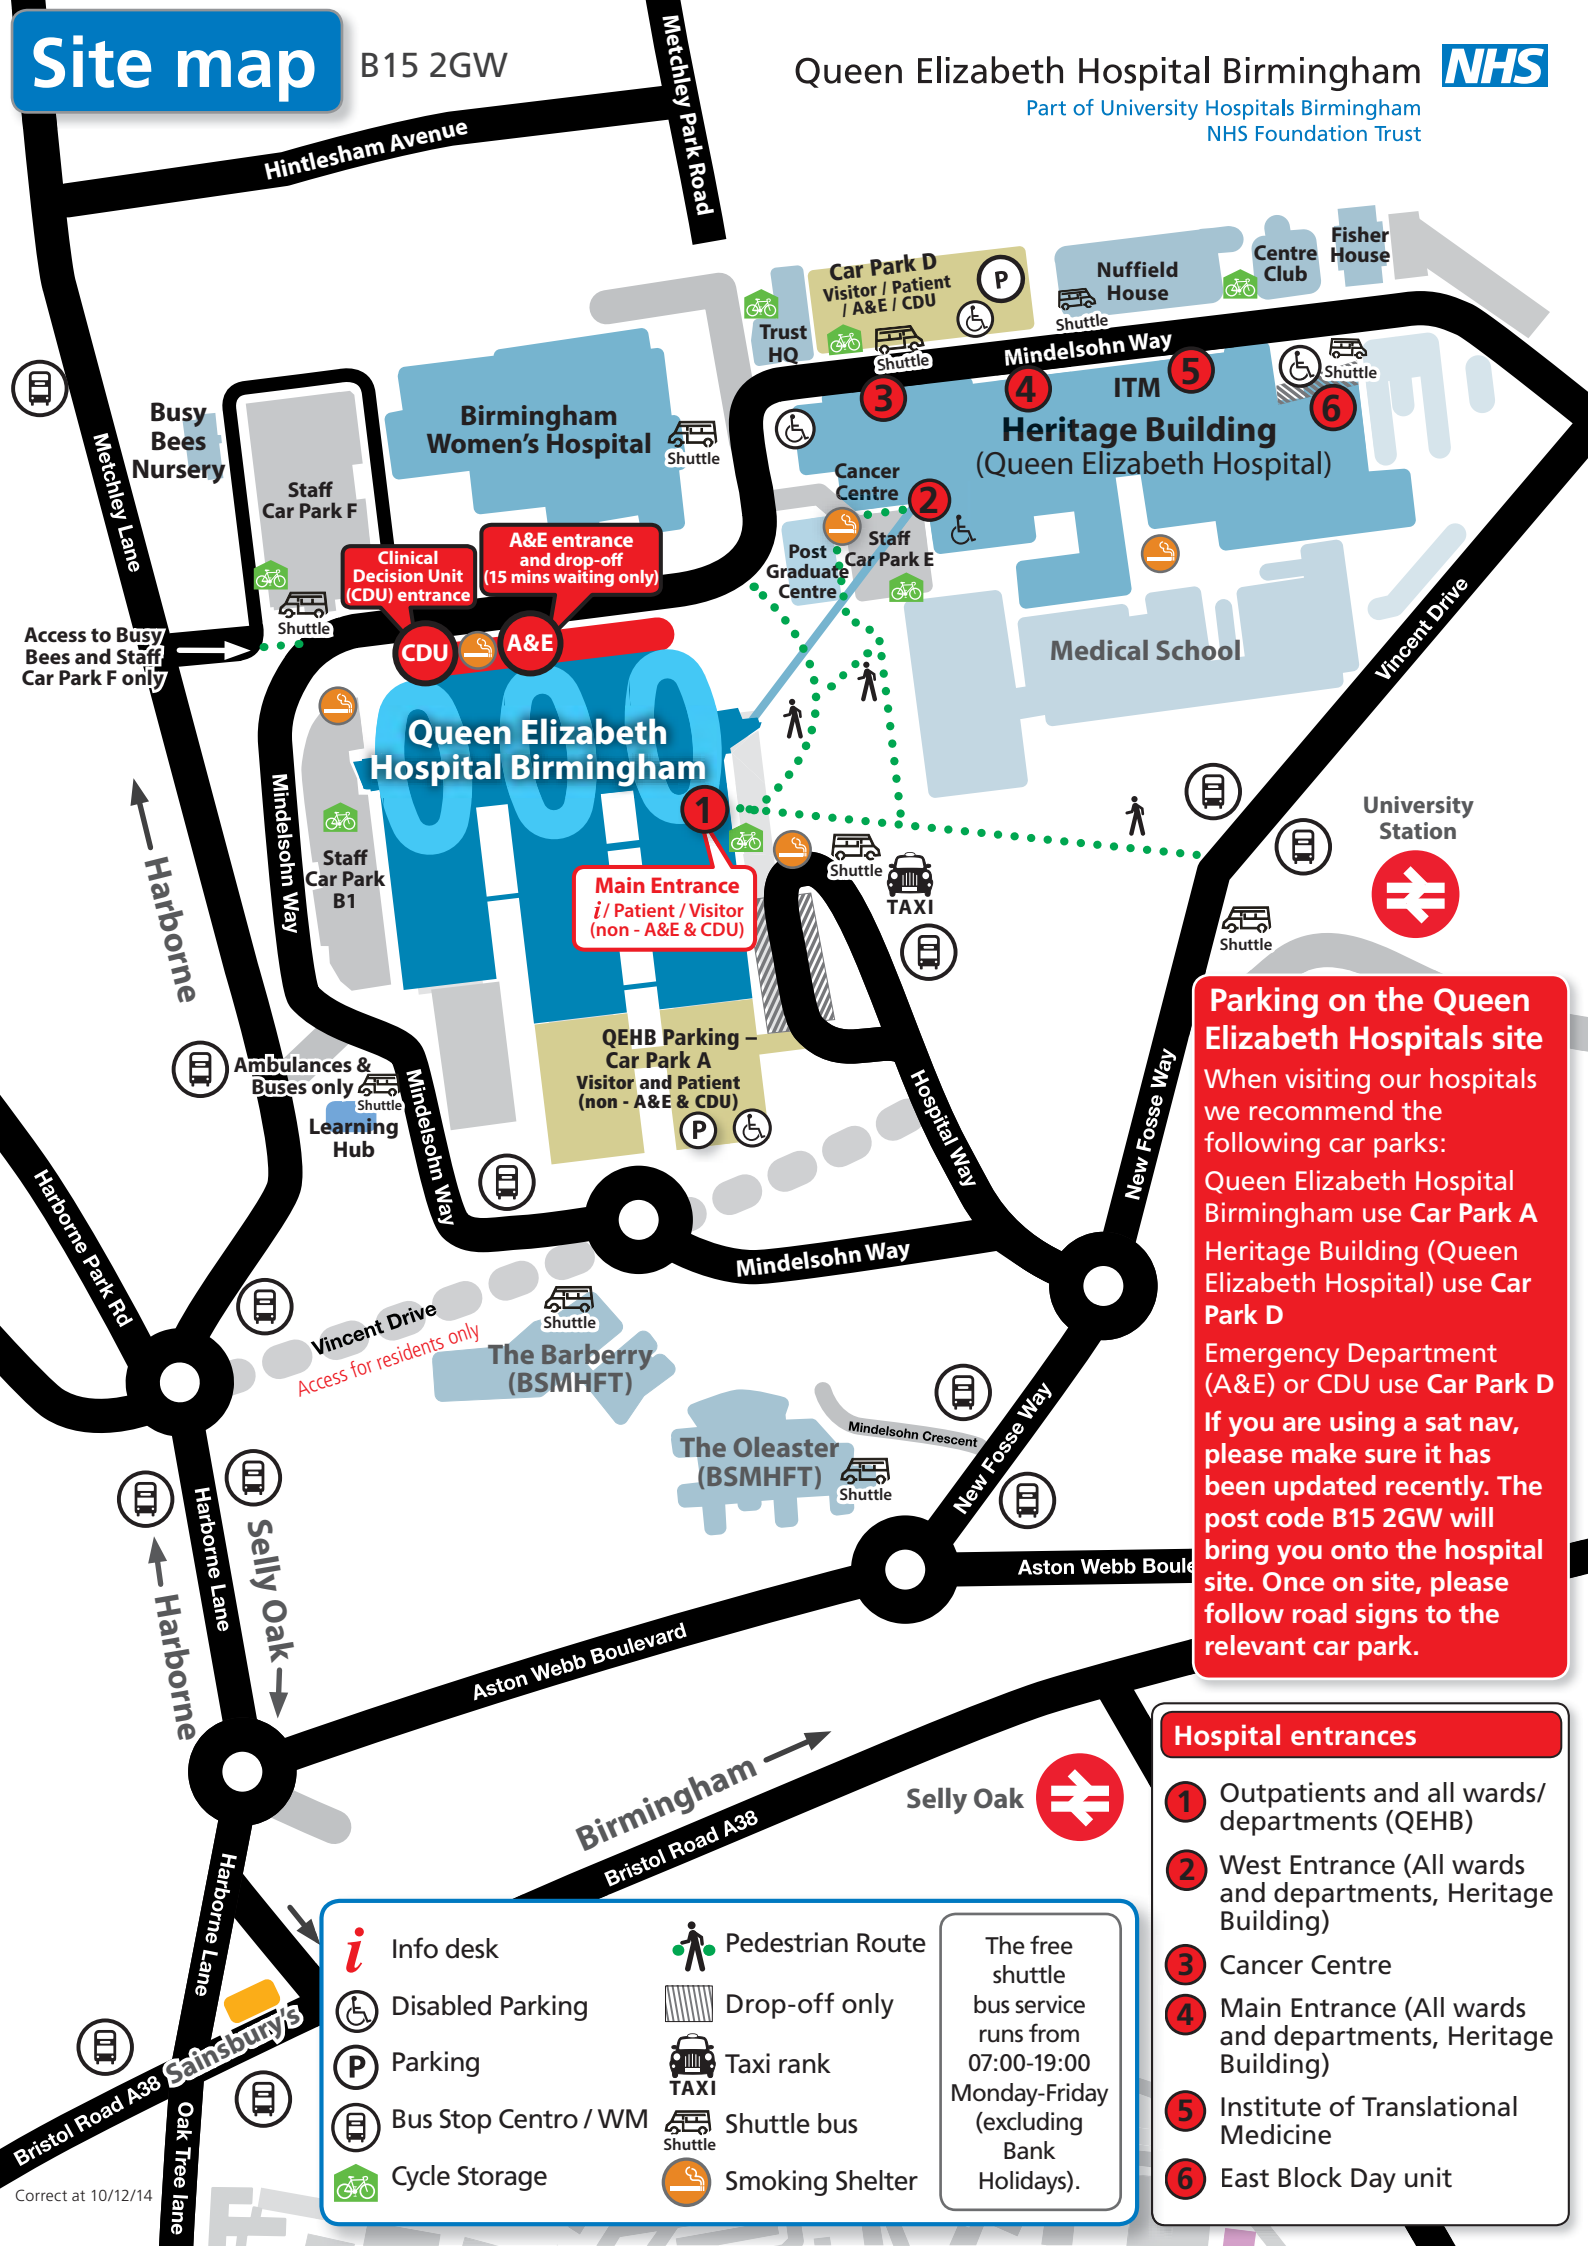 Site map
B15 2GW
Queen Elizabeth Hospital Birmingham
NHS
Part of University Hospitals Birmingham
NHS Foundation Trust
Metchley Park Road
Hintlesham Avenue
Fisher
House
Centre
Club
Nuffield
House
Shuttle
Car Park D
Visitor / Patient
/ A&E / CDU
P
Trust
HQ
Shuttle
Mindelsohn Way
3
4
ITM
5
Shuttle
6
Heritage Building
(Queen Elizabeth Hospital)
Birmingham
Women's Hospital
Shuttle
Busy
Bees
Nursery
Metchley Lane
Staff
Car Park F
Cancer
Centre
2
Staff
Car Park E
Post
Graduate
Centre
Clinical
Decision Unit
(CDU) entrance
A&E entrance
and drop-off
(15 mins waiting only)
Shuttle
CDU
A&E
Access to Busy
Bees and Staff
Car Park F only
Medical School
Vincent Drive
Queen Elizabeth
Hospital Birmingham
1
Mindelsohn Way
Harborne
Staff
Car Park
B1
Main Entrance
i / Patient / Visitor
(non - A&E & CDU)
Shuttle
TAXI
University
Station
Shuttle
QEHB Parking –
Car Park A
Visitor and Patient
(non - A&E & CDU)
P
Ambulances &
Buses only
Shuttle
Learning
Hub
Mindelsohn Way
Hospital Way
New Fosse Way
Harborne Park Rd
Mindelsohn Way
Vincent Drive
Access for residents only
Shuttle
The Barberry
(BSMHFT)
The Oleaster
(BSMHFT)
Shuttle
Mindelsohn Crescent
New Fosse Way
Harborne Lane
Selly Oak
Harborne
Aston Webb Boulevard
Aston Webb Boule
Parking on the Queen
Elizabeth Hospitals site
When visiting our hospitals
we recommend the
following car parks:
Queen Elizabeth Hospital
Birmingham use Car Park A
Heritage Building (Queen
Elizabeth Hospital) use Car
Park D
Emergency Department
(A&E) or CDU use Car Park D
If you are using a sat nav,
please make sure it has
been updated recently. The
post code B15 2GW will
bring you onto the hospital
site. Once on site, please
follow road signs to the
relevant car park.
Birmingham
Bristol Road A38
Selly Oak
Harborne Lane
Sainsbury's
Bristol Road A38
Oak Tree lane
Correct at 10/12/14
i Info desk
Disabled Parking
P Parking
Bus Stop Centro / WM
Cycle Storage
Pedestrian Route
Drop-off only
TAXI Taxi rank
Shuttle Shuttle bus
Smoking Shelter
The free
shuttle
bus service
runs from
07:00-19:00
Monday-Friday
(excluding
Bank
Holidays).
Hospital entrances
1 Outpatients and all wards/
departments (QEHB)
2 West Entrance (All wards
and departments, Heritage
Building)
3 Cancer Centre
4 Main Entrance (All wards
and departments, Heritage
Building)
5 Institute of Translational
Medicine
6 East Block Day unit